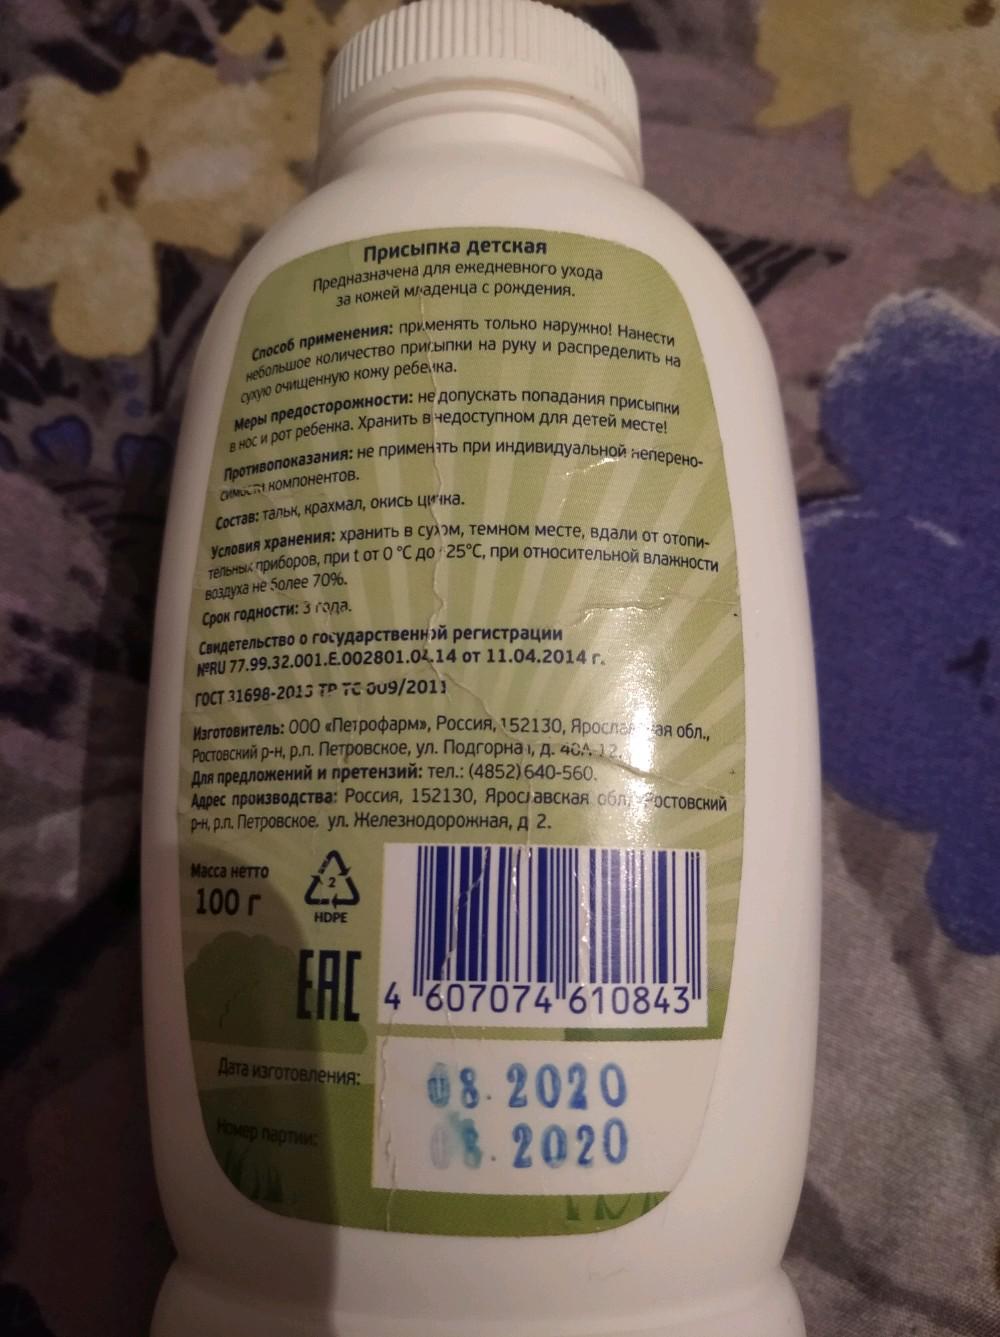 Присыпка детская
Предназначена для ежедневного ухода
за кожей младенца с рождения.
Способ применения: применять только наружно! Нанести
небольшое количество присыпки на руку и распределить на
сухую очищенную кожу ребенка.
Меры предосторожности: не допускать попадания присыпки
в нос и рот ребенка. Хранить в недоступном для детей месте!
Противопоказания: не применять при индивидуальной неперено-
симости компонентов.
Состав: тальк, крахмал, окись цинка.
Условия хранения: хранить в сухом, темном месте, вдали от отопи-
тельных приборов, при t от 0 °С до +25°С, при относительной влажности
воздуха не более 70%.
Срок годности: 3 года.
Свидетельство о государственной регистрации
№RU 77.99.32.001.Е.002801.04.14 от 11.04.2014 г.
ГОСТ 31698-2013 ТР ТС 009/2011
Изготовитель: ООО «Петрофарм», Россия, 152130, Ярославская обл.,
Ростовский р-н, р.п. Петровское, ул. Подгорная, д.
Для предложений и претензий: тел.: (4852) 640-560.
Адрес производства: Россия, 152130, Ярославская обл., Ростовский
р-н, р.п. Петровское, ул. Железнодорожная, д. 2.
Масса нетто
100 г
2
HDPE
EAC
4 607074 610843
Дата изготовления: 08.2020
Номер партии: 08.2020